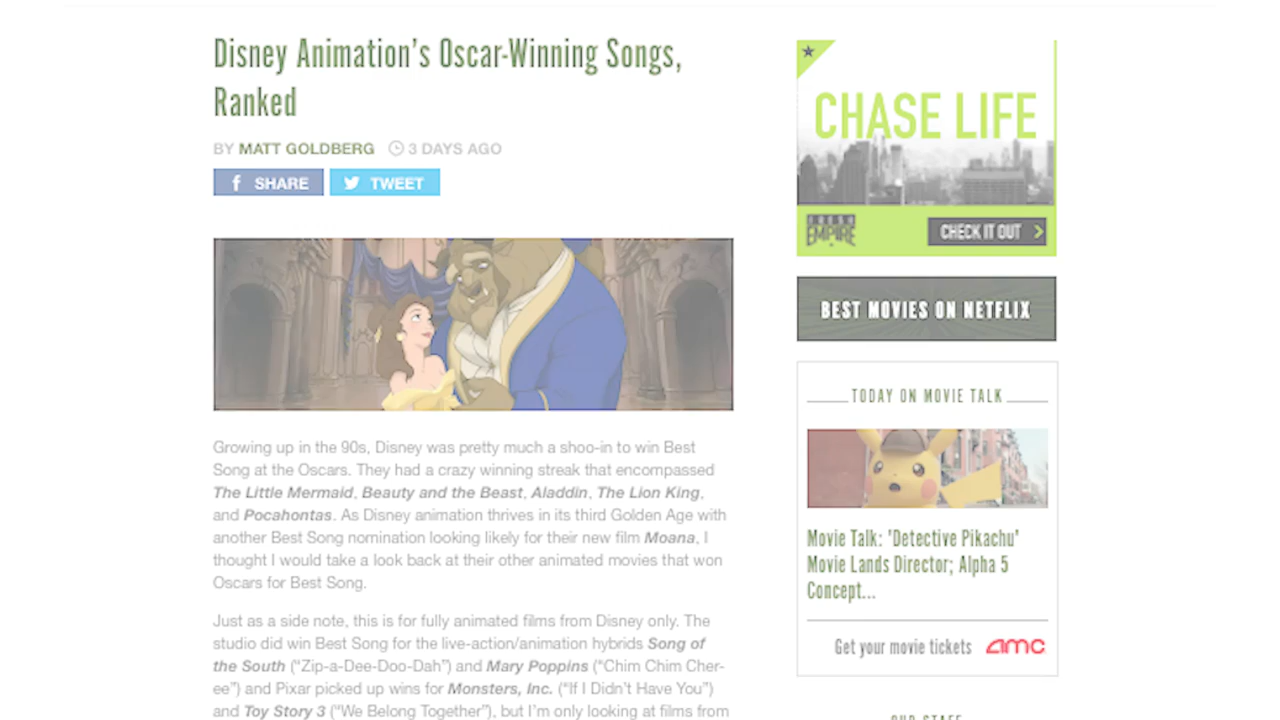 Disney Animation's Oscar-Winning Songs,
Ranked
BY MATT GOLDBERG 3 DAYS AGO
SHARE TWEET
Growing up in the 90s, Disney was pretty much a shoo-in to win Best
Song at the Oscars. They had a crazy winning streak that encompassed
The Little Mermaid, Beauty and the Beast, Aladdin, The Lion King,
and Pocahontas. As Disney animation thrives in its third Golden Age with
another Best Song nomination looking likely for their new film Moana, I
thought I would take a look back at their other animated movies that won
Oscars for Best Song.
Just as a side note, this is for fully animated films from Disney only. The
studio did win Best Song for the live-action/animation hybrids Song of
the South (“Zip-a-Dee-Doo-Dah”) and Mary Poppins (“Chim Chim Cher-
ee”) and Pixar picked up wins for Monsters, Inc. (“If I Didn't Have You”)
and Toy Story 3 (“We Belong Together”), but I'm only looking at films from
CHASE LIFE
FRESH
EMPIRE
CHECK IT OUT
BEST MOVIES ON NETFLIX
TODAY ON MOVIE TALK
Movie Talk: 'Detective Pikachu'
Movie Lands Director; Alpha 5
Concept...
Get your movie tickets amc
OUR STAFF